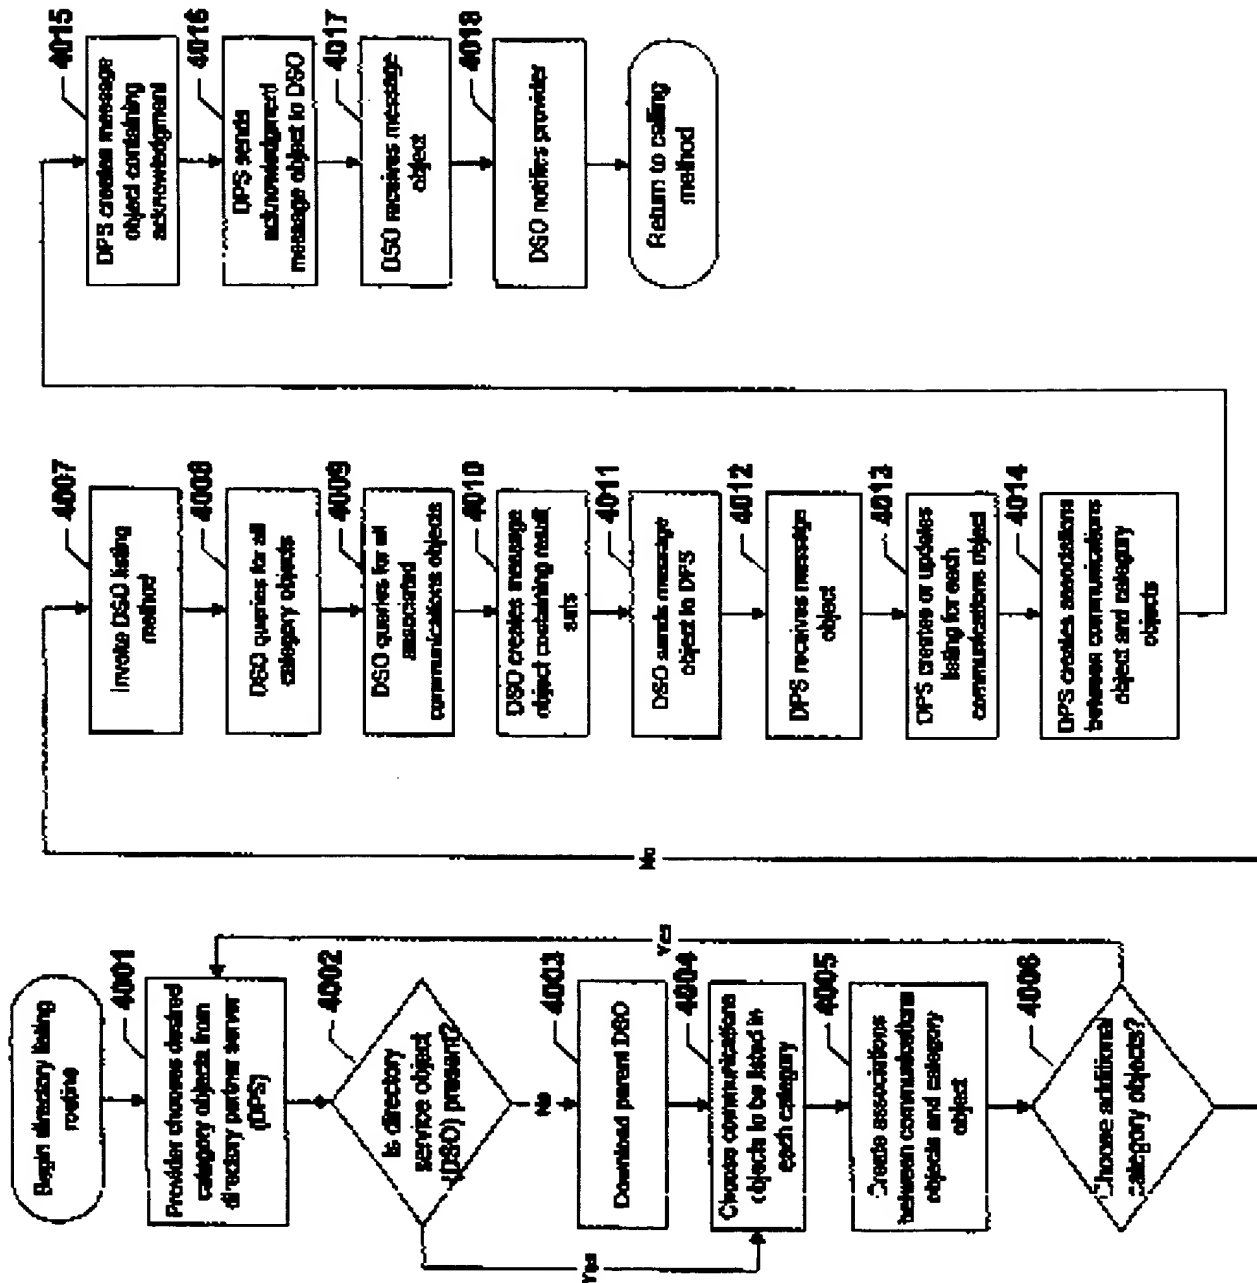 Begin directory listing
routine
4001
Provider chooses desired
category objects from
directory partner server
(DPS)
4002
Is directory
service object
(DSO) present?
Yes
No
4003
Download parent DSO
4004
Choose communications
objects to be listed in
each category
4005
Create associations
between communications
objects and category
object
4006
Choose additional
category objects?
Yes
No
4007
Invoke DSO listing
method
4008
DSO queries for all
category objects
4009
DSO queries for all
associated
communications objects
4010
DSO creates message
object containing result
sets
4011
DSO sends message
object to DPS
4012
DPS receives message
object
4013
DPS creates or updates
listing for each
communications object
4014
DPS creates associations
between communications
object and category
objects
4015
DPS creates message
object containing
acknowledgment
4016
DPS sends
acknowledgment
message object to DSO
4017
DSO receives message
object
4018
DSO notifies provider
Return to calling
method